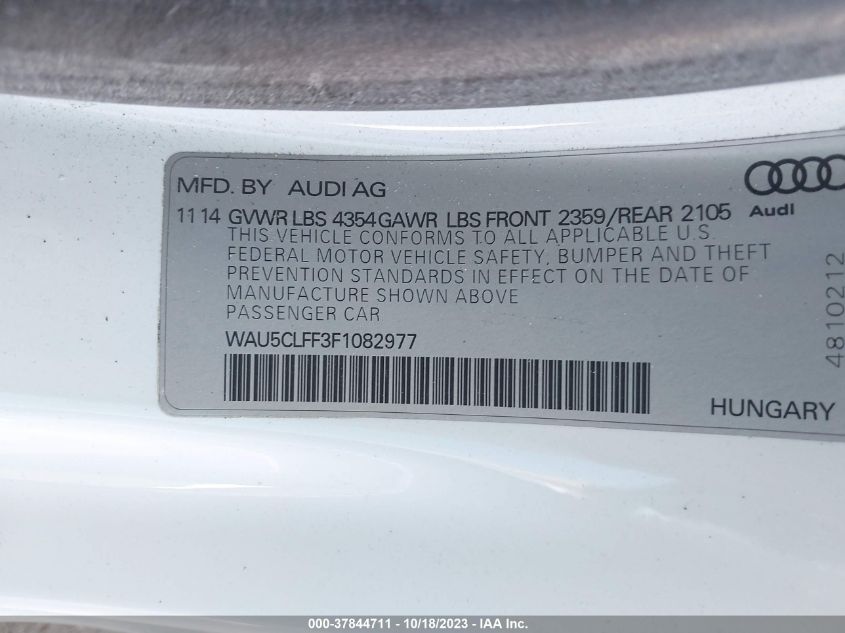 MFD. BY AUDI AG
11 14 GVWR LBS 4354 GAWR LBS FRONT 2359/REAR 2105
Audi
THIS VEHICLE CONFORMS TO ALL APPLICABLE U.S.
FEDERAL MOTOR VEHICLE SAFETY, BUMPER AND THEFT
PREVENTION STANDARDS IN EFFECT ON THE DATE OF
MANUFACTURE SHOWN ABOVE
PASSENGER CAR
WAU5CLFF3F1082977
HUNGARY
4810212
000-37844711 - 10/18/2023 - IAA Inc.